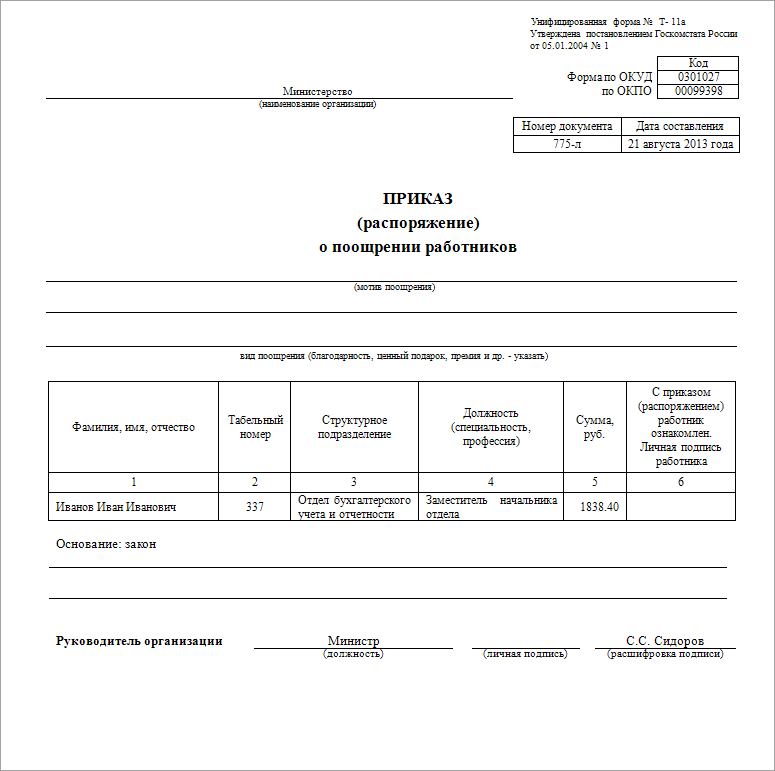 Унифицированная форма № Т- 11а
Утверждена постановлением Госкомстата России
от 05.01.2004 № 1
Код
Форма по ОКУД 0301027
по ОКПО 00099398
Министерство
(наименование организации)
Номер документа Дата составления
775-л 21 августа 2013 года
ПРИКАЗ
(распоряжение)
о поощрении работников
(мотив поощрения)
вид поощрения (благодарность, ценный подарок, премия и др. - указать)
Фамилия, имя, отчество
Табельный
номер
Структурное
подразделение
Должность
(специальность,
профессия)
Сумма,
руб.
С приказом
(распоряжением)
работник
ознакомлен.
Личная подпись
работника
1 2 3 4 5 6
Иванов Иван Иванович
337
Отдел бухгалтерского
учета и отчетности
Заместитель начальника
отдела
1838.40
Основание: закон
Руководитель организации Министр С.С. Сидоров
(должность) (личная подпись) (расшифровка подписи)